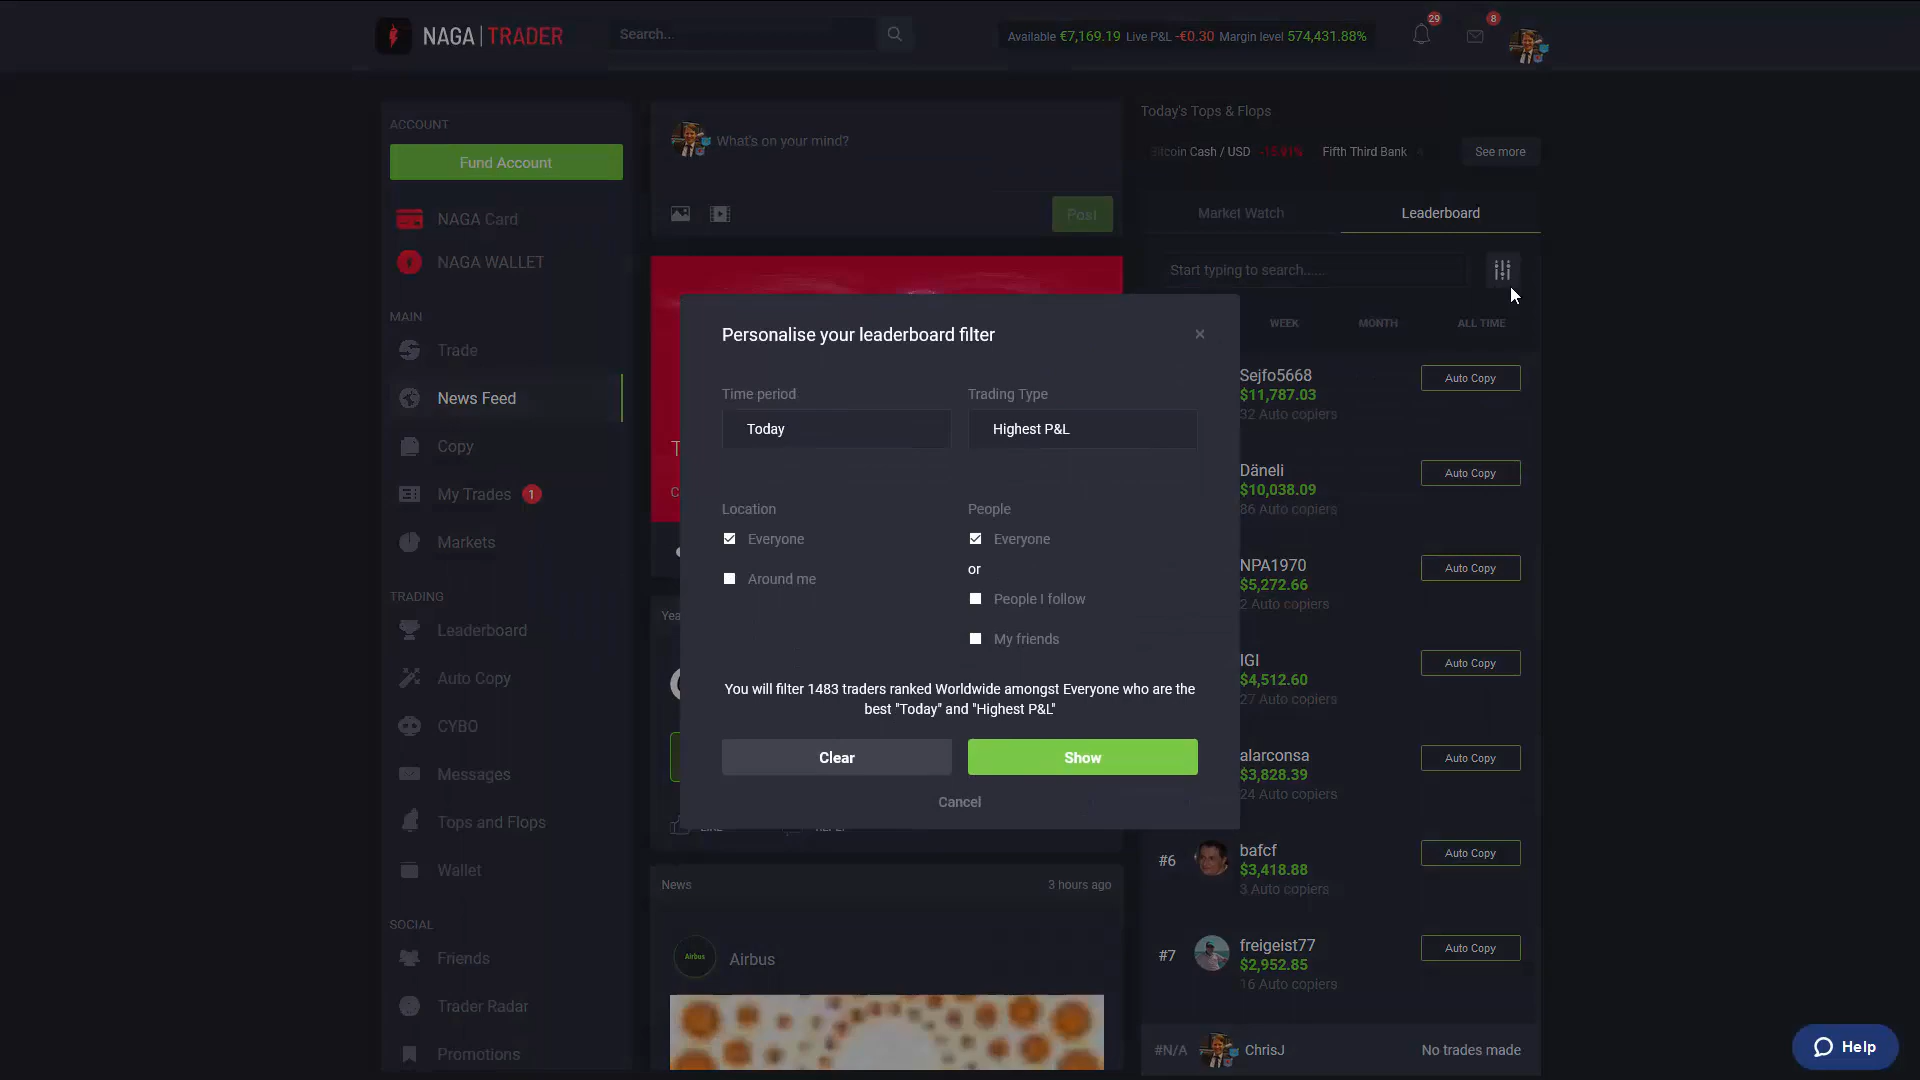 NAGA | TRADER
Search...
Available €7,169.19 Live P&L -€0.30 Margin level 574,431.88%
29
8
ACCOUNT
Fund Account
NAGA Card
NAGA WALLET
MAIN
Trade
News Feed
Copy
My Trades 1
Markets
TRADING
Leaderboard
Auto Copy
CYBO
Messages
Tops and Flops
Wallet
SOCIAL
Friends
Trader Radar
Promotions
What's on your mind?
Post
News
3 hours ago
Airbus
Airbus
Personalise your leaderboard filter
×
Time period
Trading Type
Today
Highest P&L
Location
People
Everyone
Everyone
Around me
or
People I follow
My friends
You will filter 1483 traders ranked Worldwide amongst Everyone who are the
best "Today" and "Highest P&L"
Clear
Show
Cancel
Today's Tops & Flops
Bitcoin Cash / USD -15.91% Fifth Third Bank
See more
Market Watch
Leaderboard
Start typing to search......
WEEK
MONTH
ALL TIME
Sejfo5668
$11,787.03
32 Auto copiers
Auto Copy
Däneli
$10,038.09
86 Auto copiers
Auto Copy
NPA1970
$5,272.66
2 Auto copiers
Auto Copy
IGI
$4,512.60
27 Auto copiers
Auto Copy
alarconsa
$3,828.39
24 Auto copiers
Auto Copy
#6
bafcf
$3,418.88
3 Auto copiers
Auto Copy
#7
freigeist77
$2,952.85
16 Auto copiers
Auto Copy
#N/A
ChrisJ
No trades made
Help